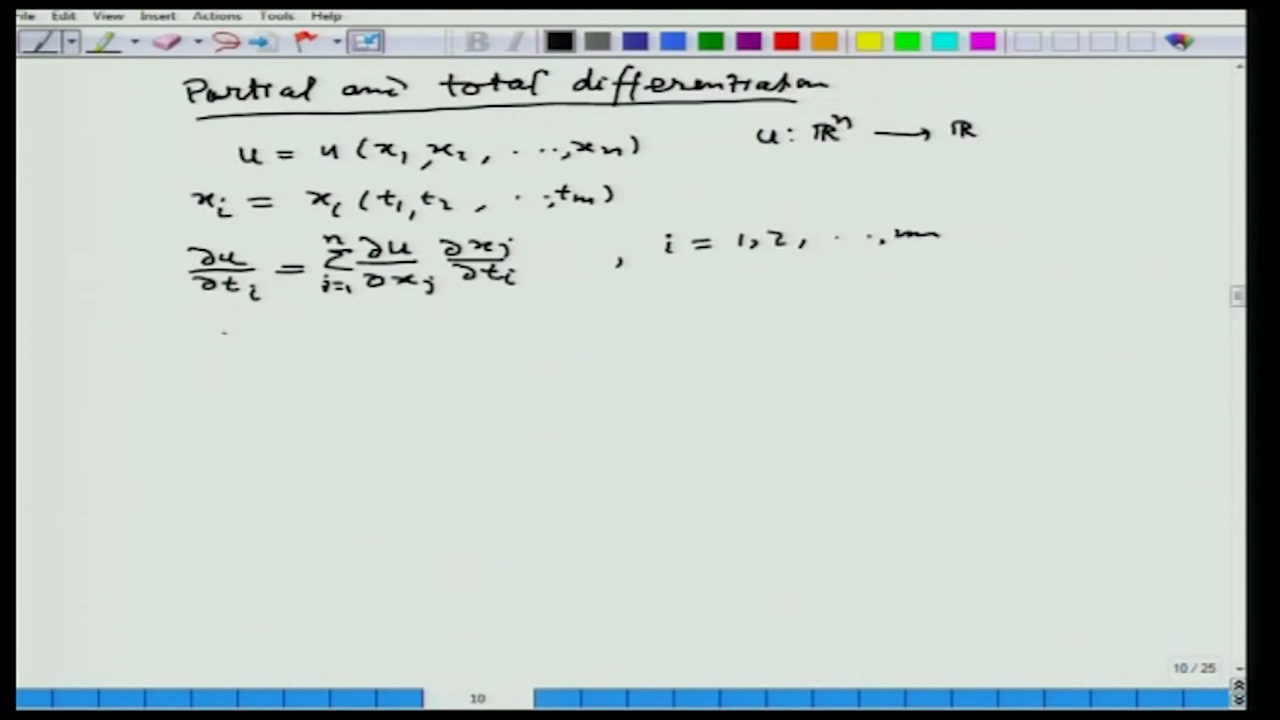 File Edit View Insert Actions Tools Help
Partial and total differentiation
u = u (x₁, x₂, ..., xₙ) u: ℝⁿ → ℝ
xᵢ = xᵢ (t₁, t₂, ..., tₘ)
∂u/∂tᵢ = Σⁿᵢ₌₁ ∂u/∂xⱼ ∂xⱼ/∂tᵢ , i = 1, 2, ..., m
10 / 25
10